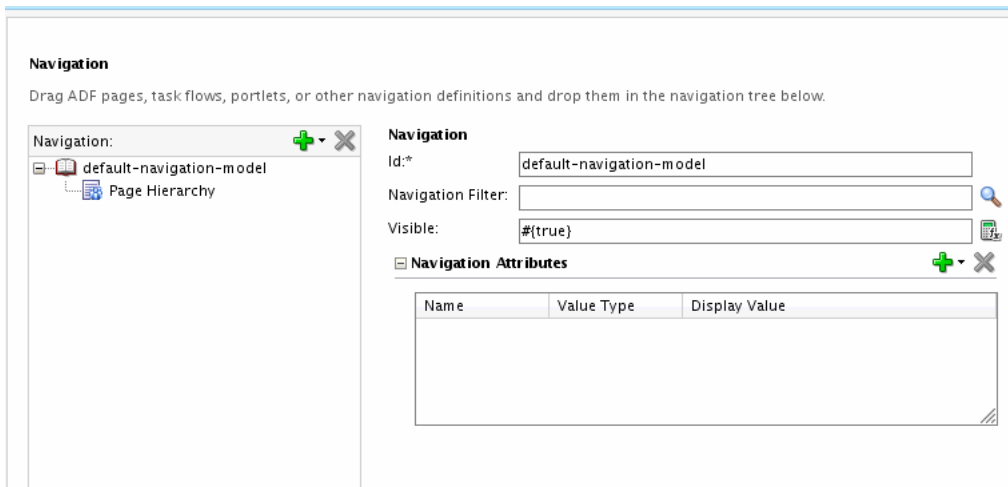 Navigation
Drag ADF pages, task flows, portlets, or other navigation definitions and drop them in the navigation tree below.
Navigation:
default-navigation-model
Page Hierarchy
Navigation
Id:* default-navigation-model
Navigation Filter:
Visible: #{true}
Navigation Attributes
Name Value Type Display Value